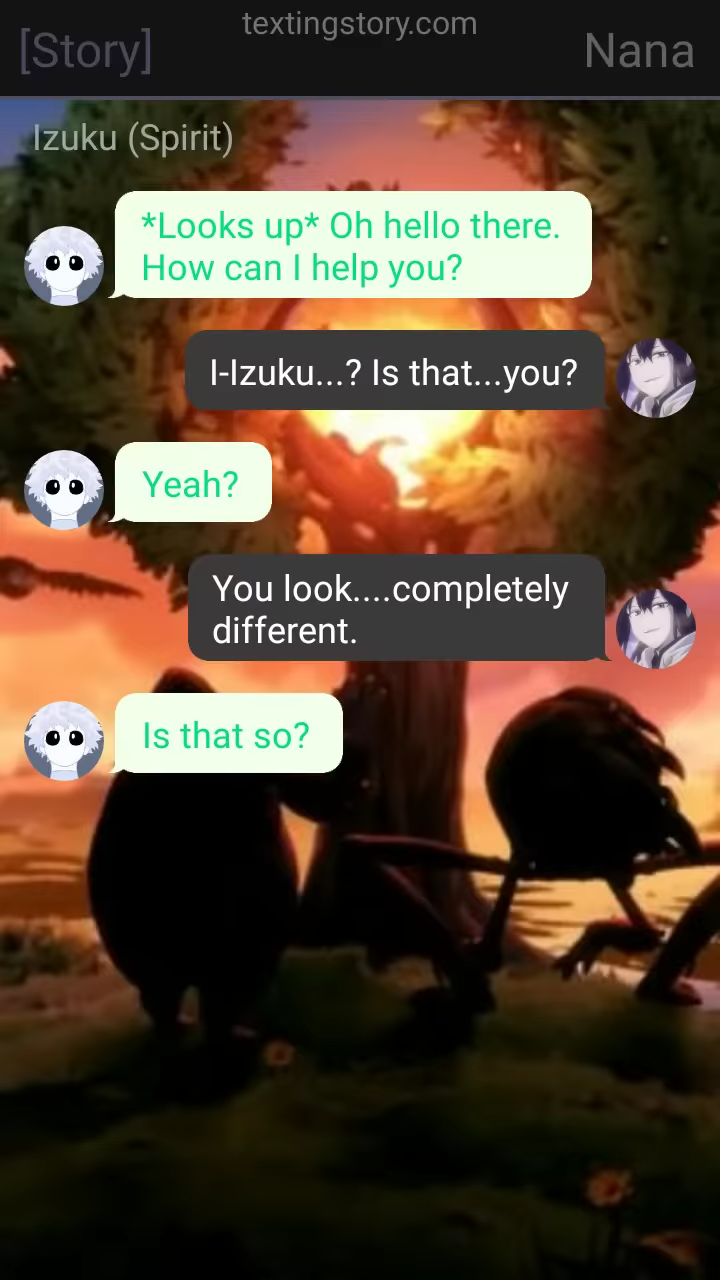 textingstory.com
[Story]
Nana
Izuku (Spirit)
*Looks up* Oh hello there.
How can I help you?
I-Izuku...? Is that...you?
Yeah?
You look....completely
different.
Is that so?